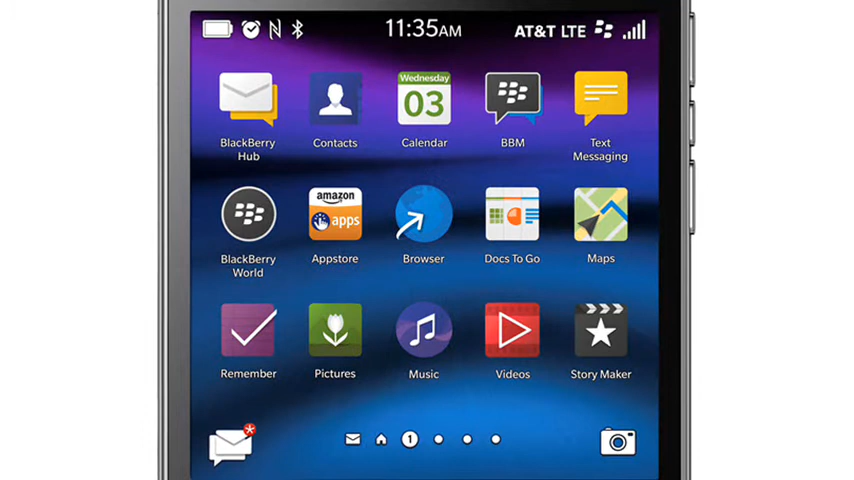 11:35AM
AT&T LTE
Wednesday
03
BlackBerry
Hub
Contacts
Calendar
BBM
Text
Messaging
amazon
apps
BlackBerry
World
Appstore
Browser
Docs To Go
Maps
Remember
Pictures
Music
Videos
Story Maker
1